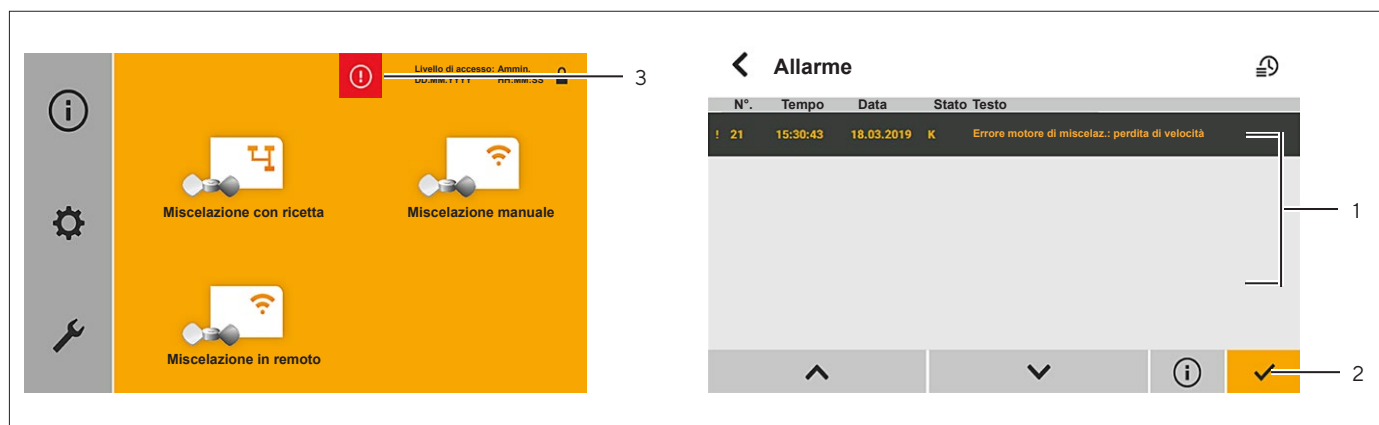 Livello di accesso: Ammin.
DD.MM.YYYY HH:MM:SS
3
Miscelazione con ricetta
Miscelazione manuale
Miscelazione in remoto
Allarme
N°. Tempo Data Stato Testo
! 21 15:30:43 18.03.2019 K Errore motore di miscelaz.: perdita di velocità
1
2